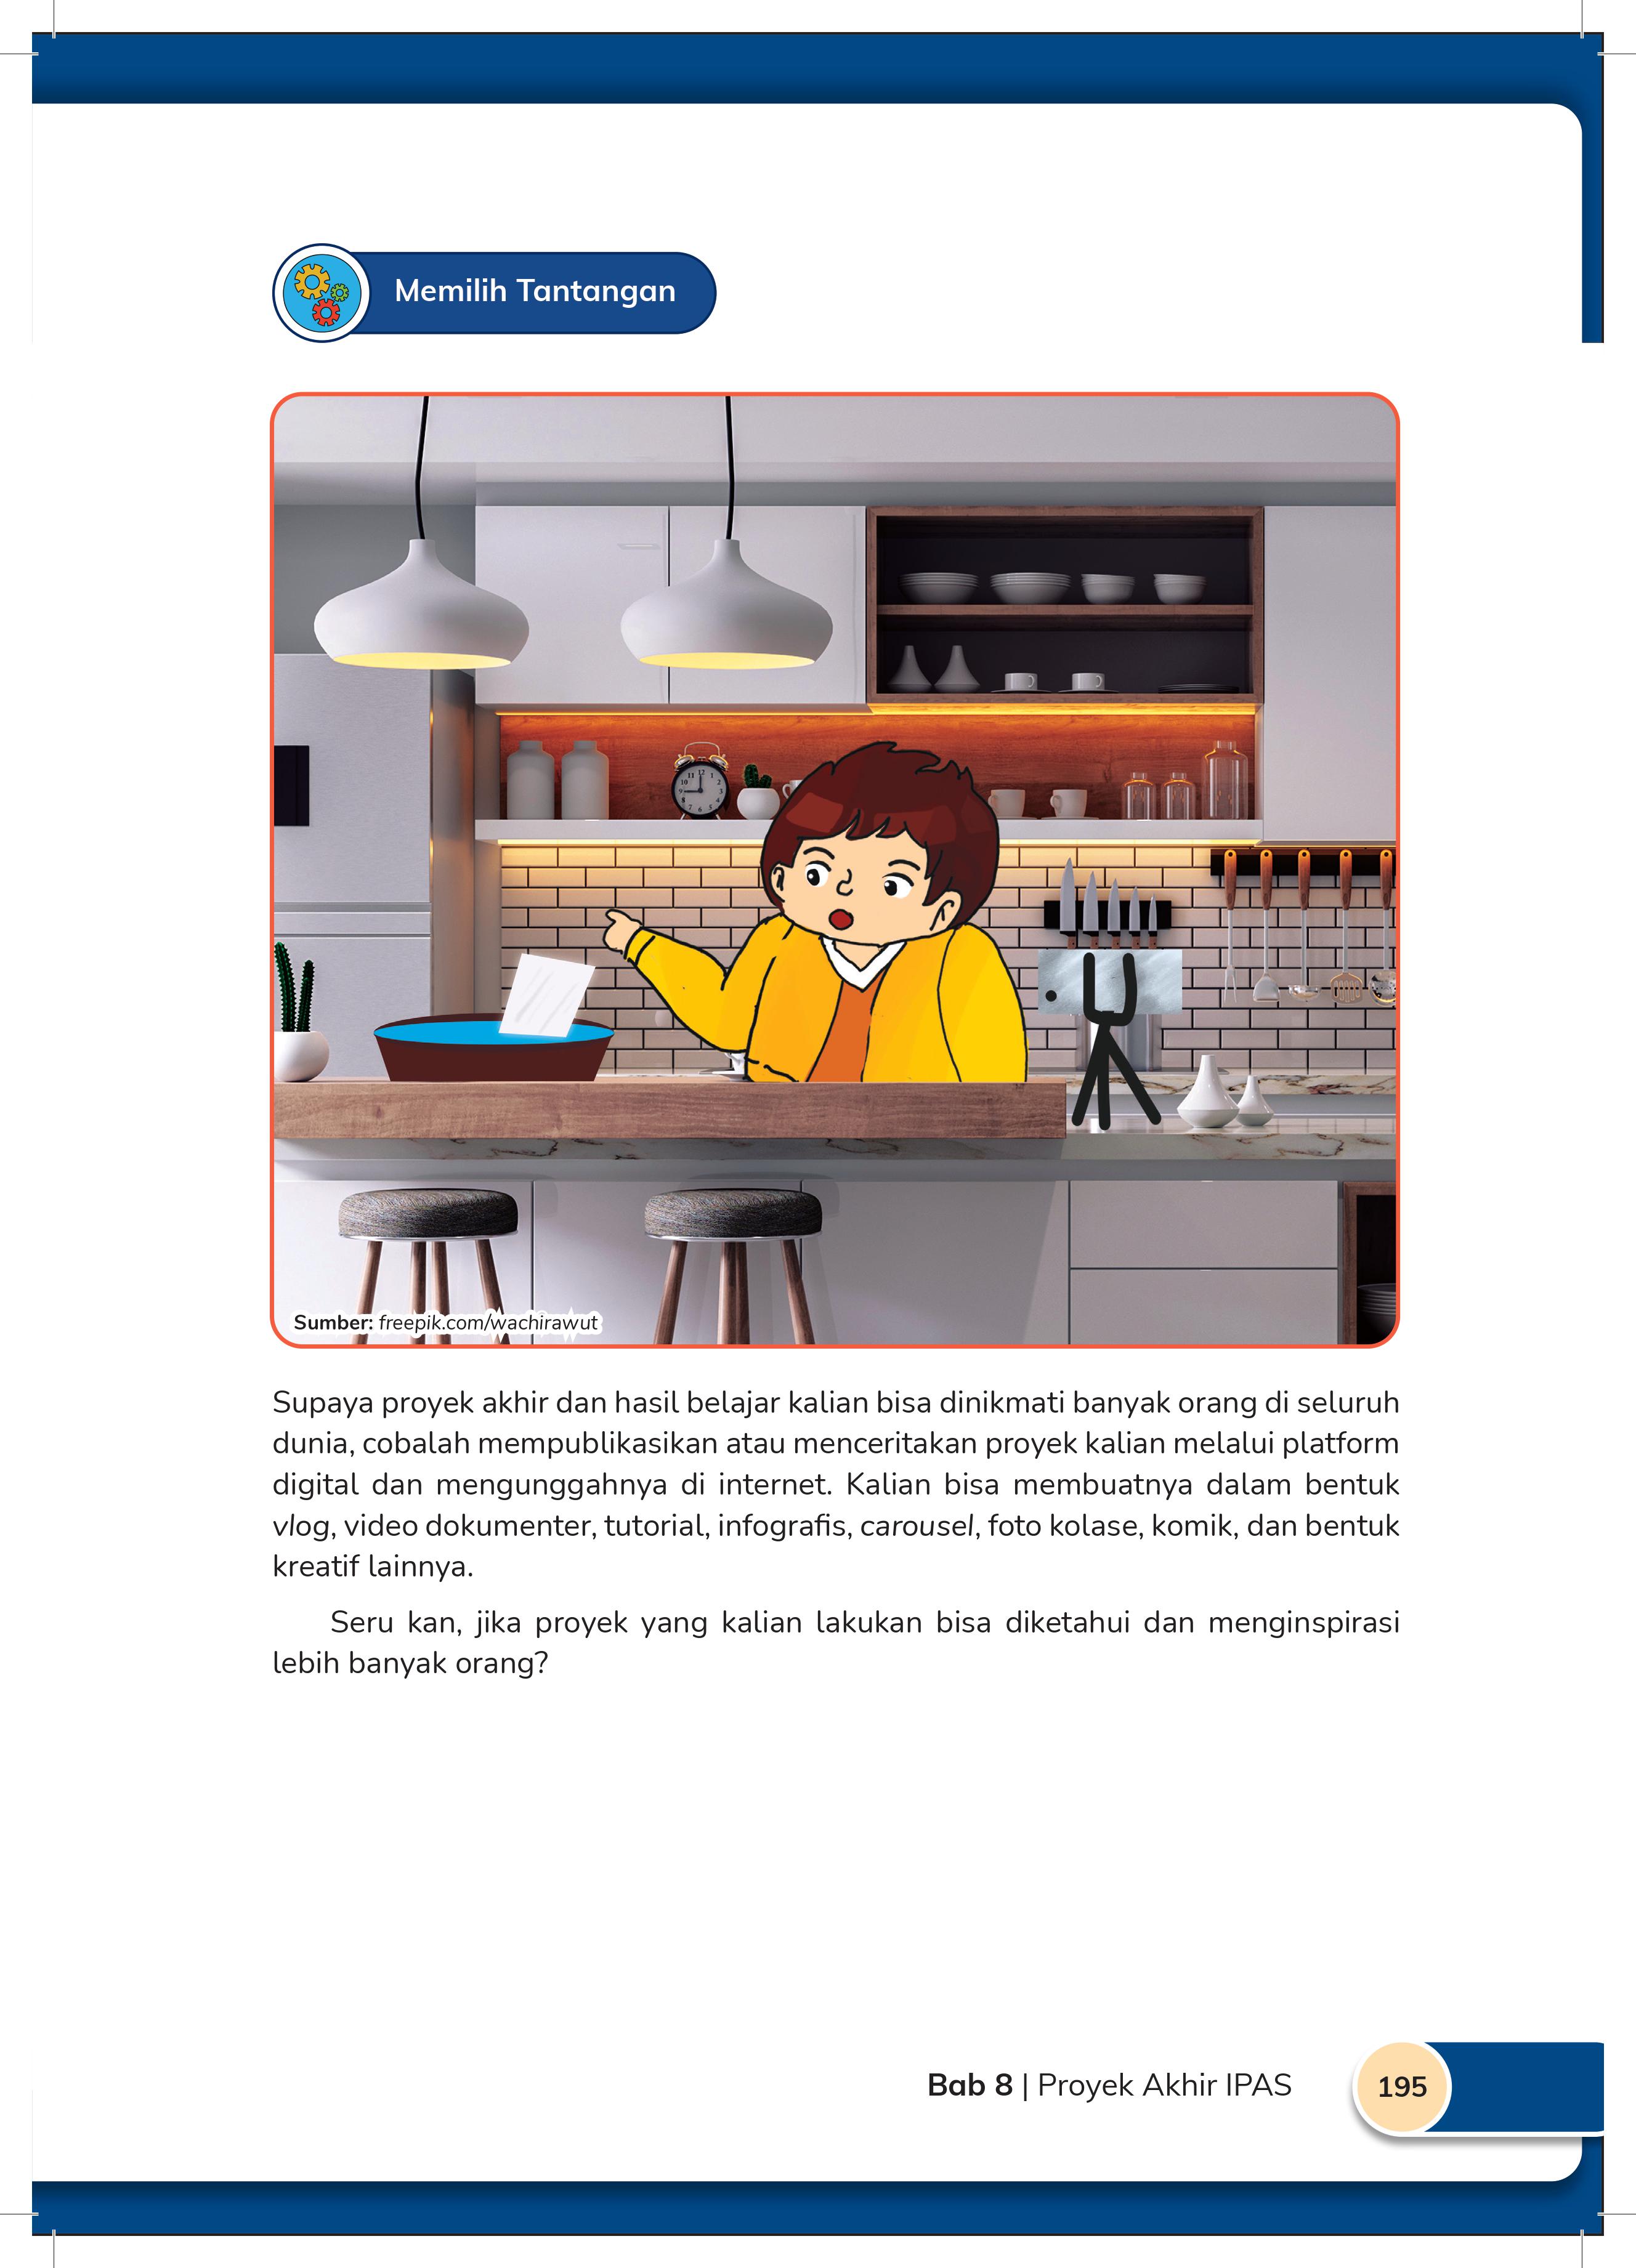 Memilih Tantangan
Sumber: freepik.com/wachirawut
Supaya proyek akhir dan hasil belajar kalian bisa dinikmati banyak orang di seluruh
dunia, cobalah mempublikasikan atau menceritakan proyek kalian melalui platform
digital dan mengunggahnya di internet. Kalian bisa membuatnya dalam bentuk
vlog, video dokumenter, tutorial, infografis, carousel, foto kolase, komik, dan bentuk
kreatif lainnya.
Seru kan, jika proyek yang kalian lakukan bisa diketahui dan menginspirasi
lebih banyak orang?
Bab 8 | Proyek Akhir IPAS
195